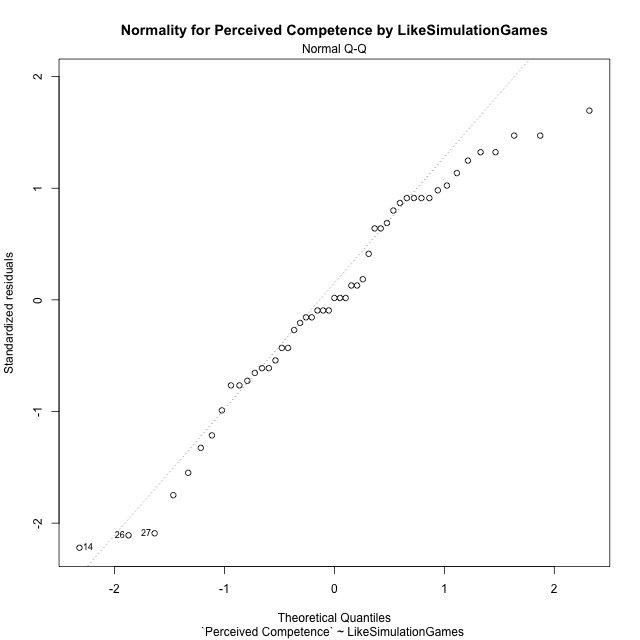 Normality for Perceived Competence by LikeSimulationGames
Normal Q-Q
2
1
0
-1
-2
Standardized residuals
14
26
27
-2
-1
0
1
2
Theoretical Quantiles
`Perceived Competence` ~ LikeSimulationGames